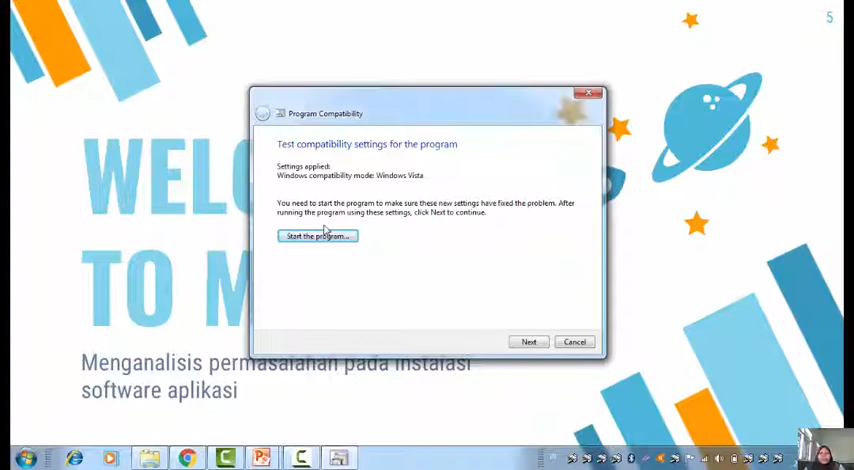 5
Program Compatibility
Test compatibility settings for the program
Settings applied:
Windows compatibility mode: Windows Vista
You need to start the program to make sure these new settings have fixed the problem. After
running the program using these settings, click Next to continue.
Start the program...
Next
Cancel
WELC
TO M
Menganalisis permasalahan pada instalasi
software aplikasi